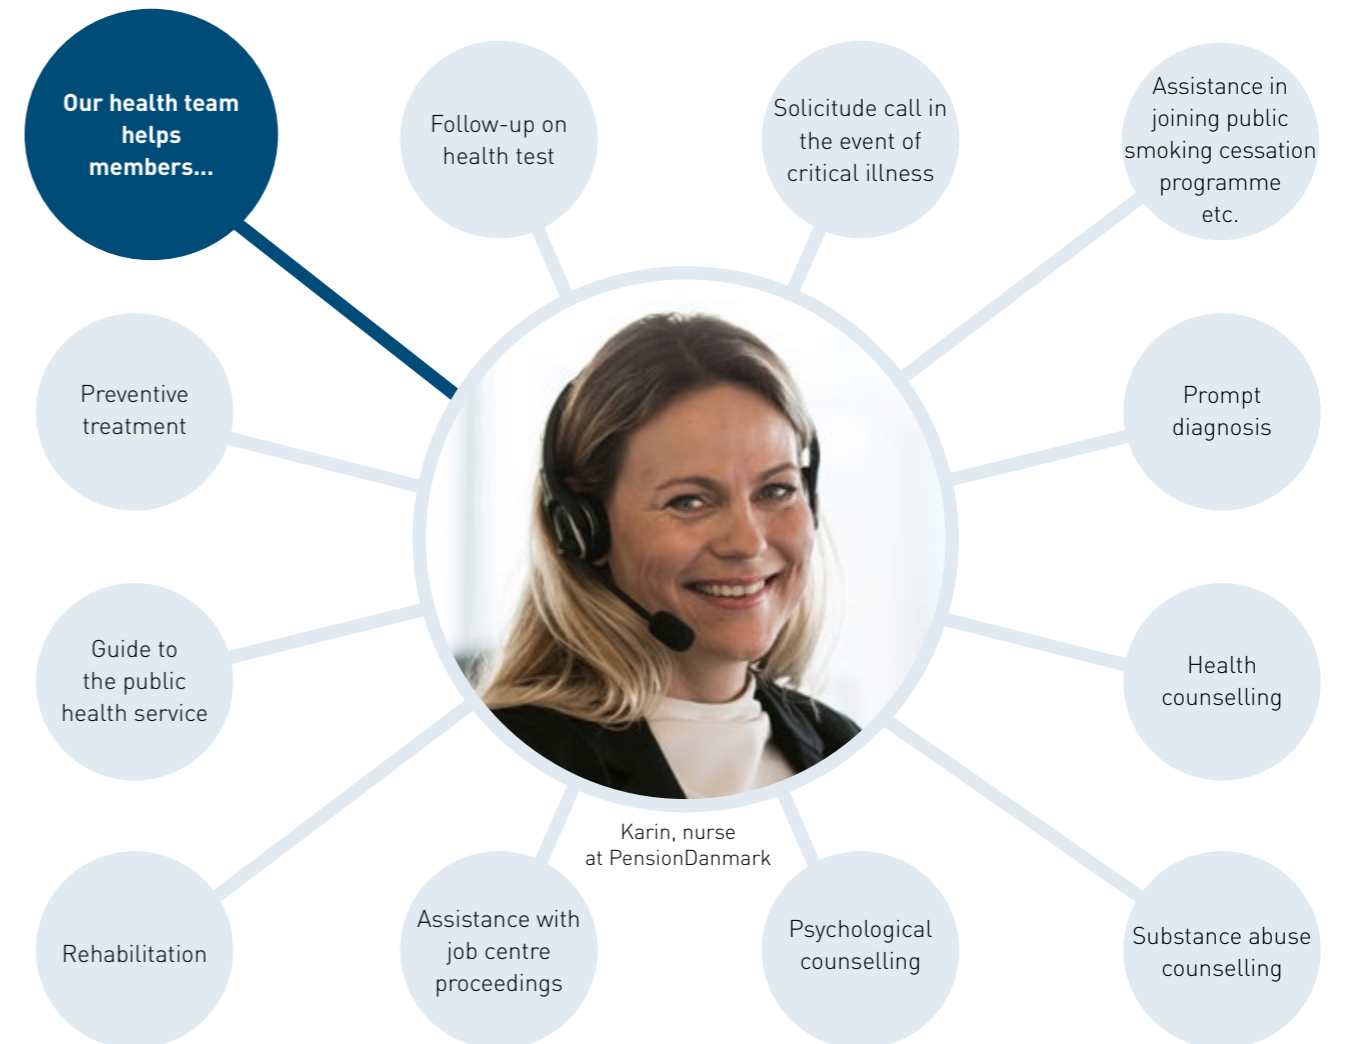 Our health team
helps
members...
Follow-up on
health test
Solicitude call in
the event of
critical illness
Assistance in
joining public
smoking cessation
programme
etc.
Preventive
treatment
Prompt
diagnosis
Guide to
the public
health service
Health
counselling
Karin, nurse
at PensionDanmark
Rehabilitation
Assistance with
job centre
proceedings
Psychological
counselling
Substance abuse
counselling